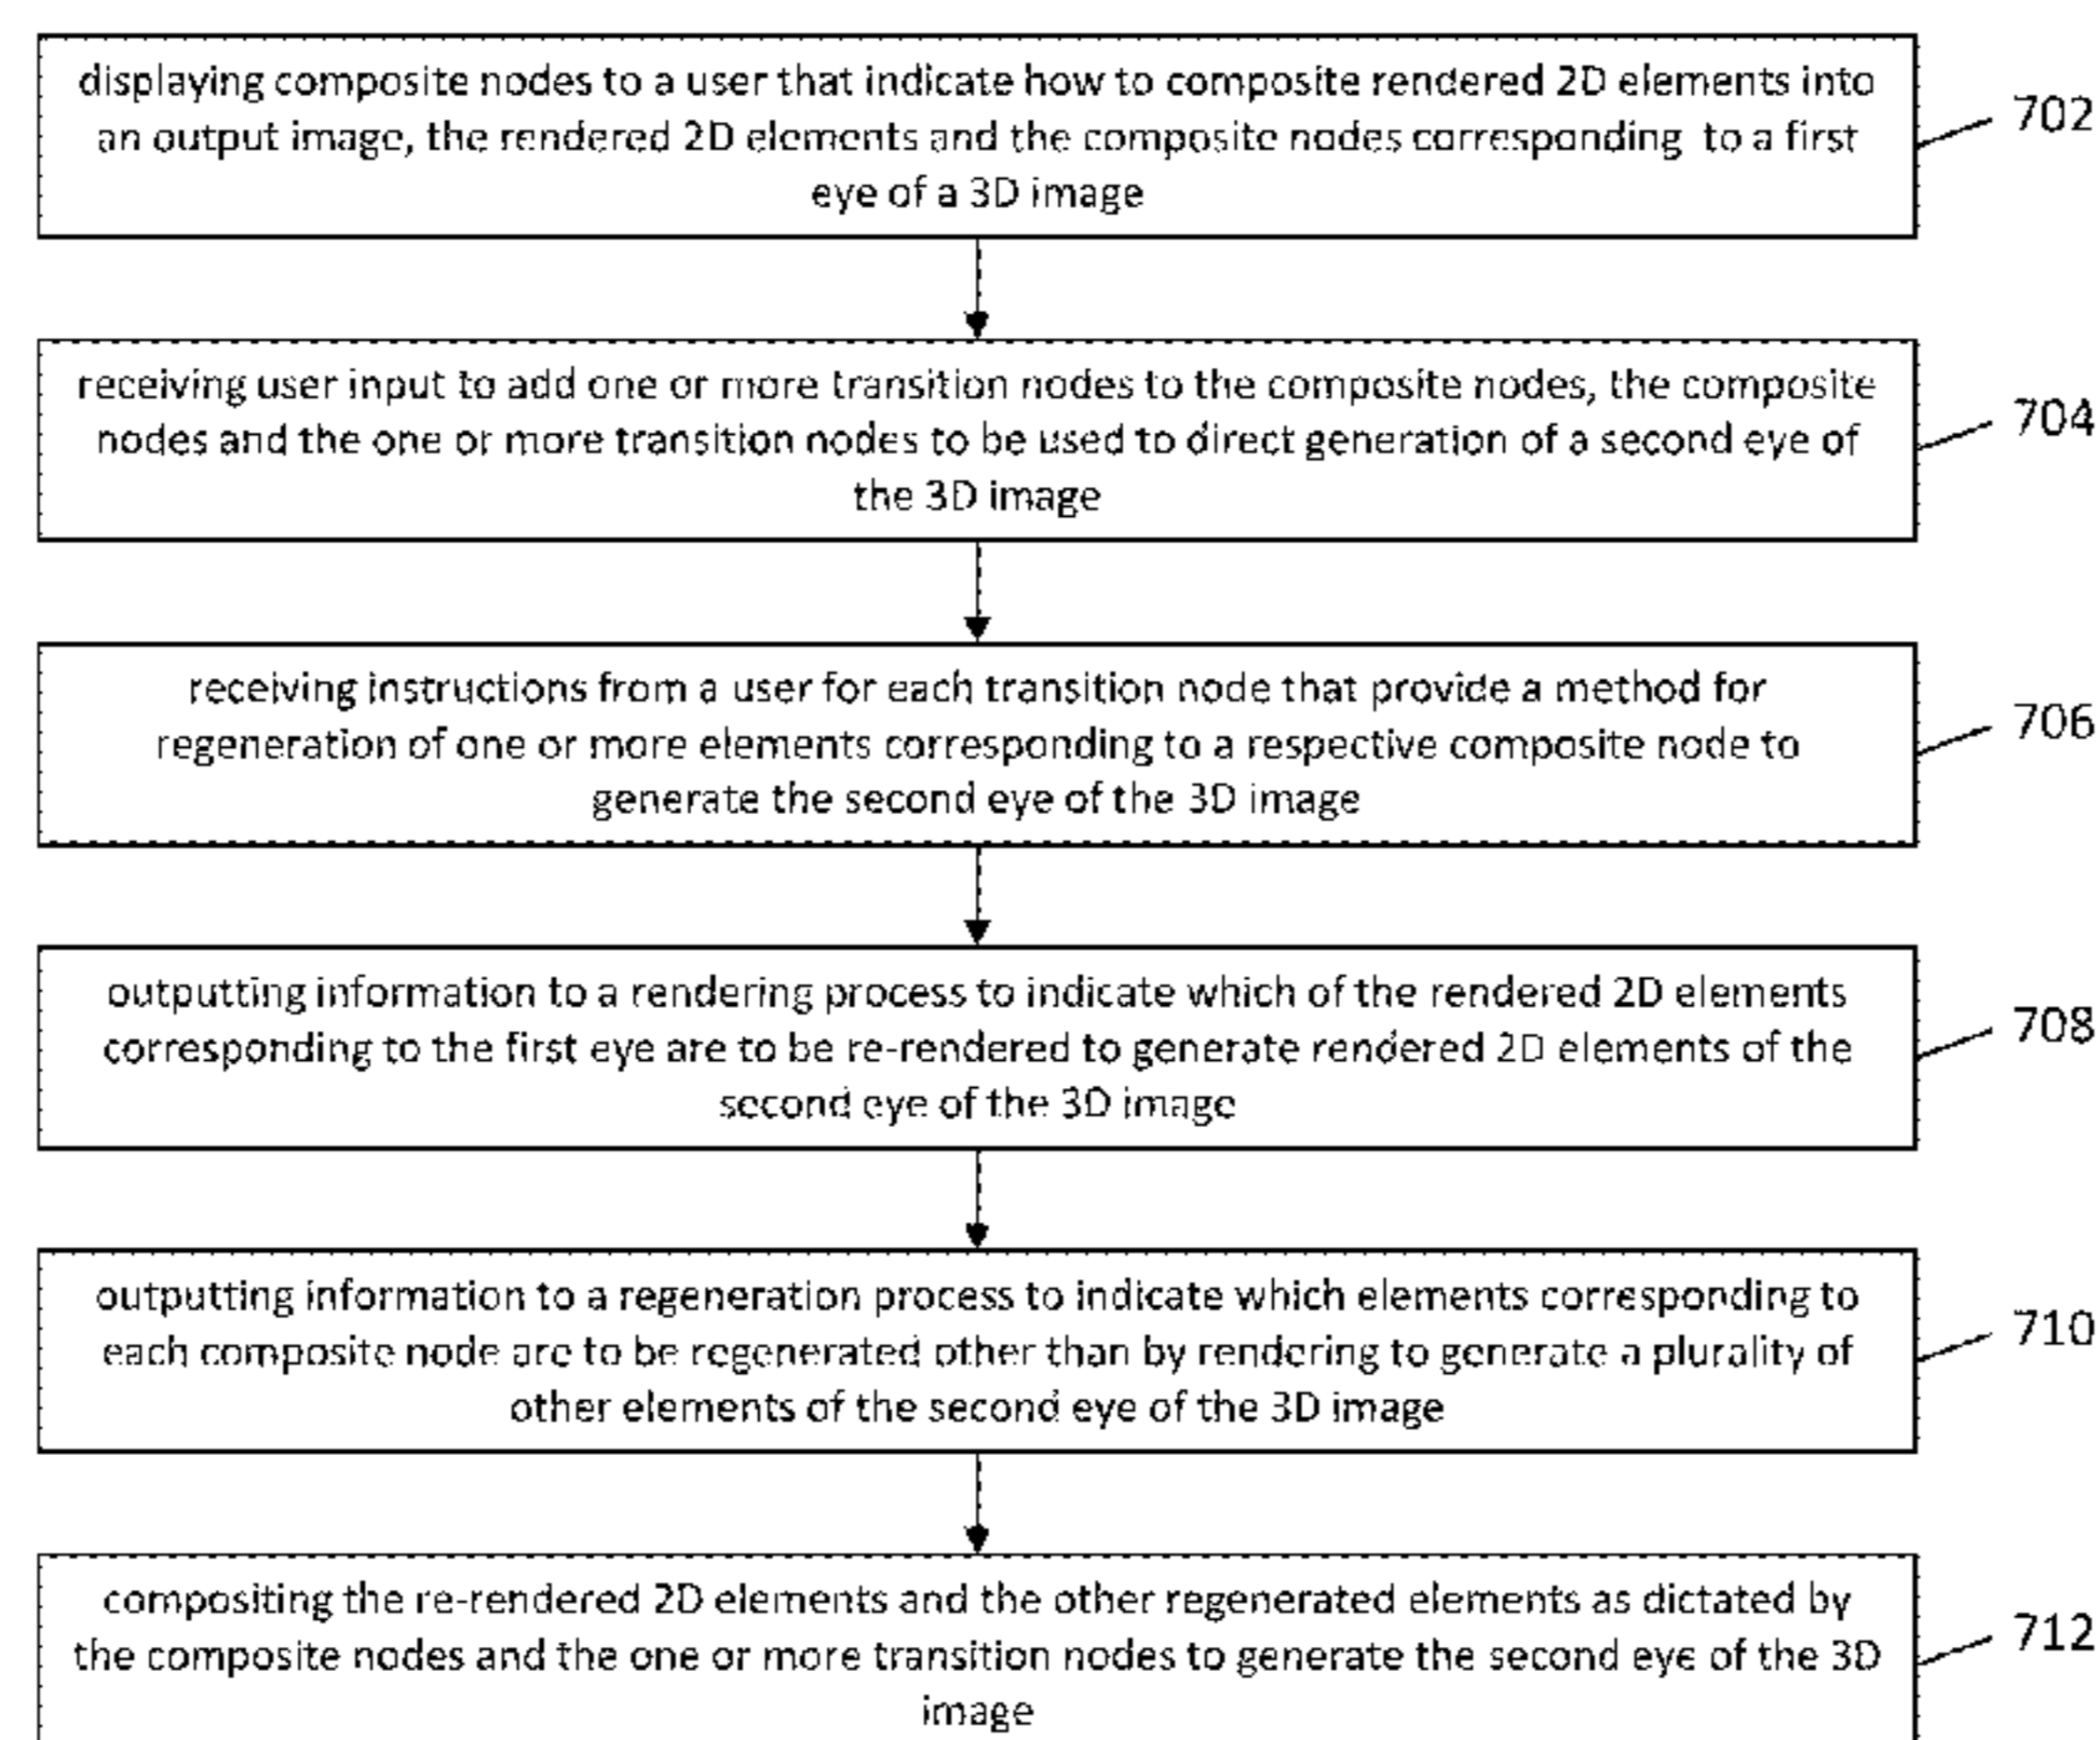 displaying composite nodes to a user that indicate how to composite rendered 2D elements into
an output image, the rendered 2D elements and the composite nodes corresponding to a first
eye of a 3D image
702
receiving user input to add one or more transition nodes to the composite nodes, the composite
nodes and the one or more transition nodes to be used to direct generation of a second eye of
the 3D image
704
receiving instructions from a user for each transition node that provide a method for
regeneration of one or more elements corresponding to a respective composite node to
generate the second eye of the 3D image
706
outputting information to a rendering process to indicate which of the rendered 2D elements
corresponding to the first eye are to be re-rendered to generate rendered 2D elements of the
second eye of the 3D image
708
outputting information to a regeneration process to indicate which elements corresponding to
each composite node are to be regenerated other than by rendering to generate a plurality of
other elements of the second eye of the 3D image
710
compositing the re-rendered 2D elements and the other regenerated elements as dictated by
the composite nodes and the one or more transition nodes to generate the second eye of the 3D
image
712